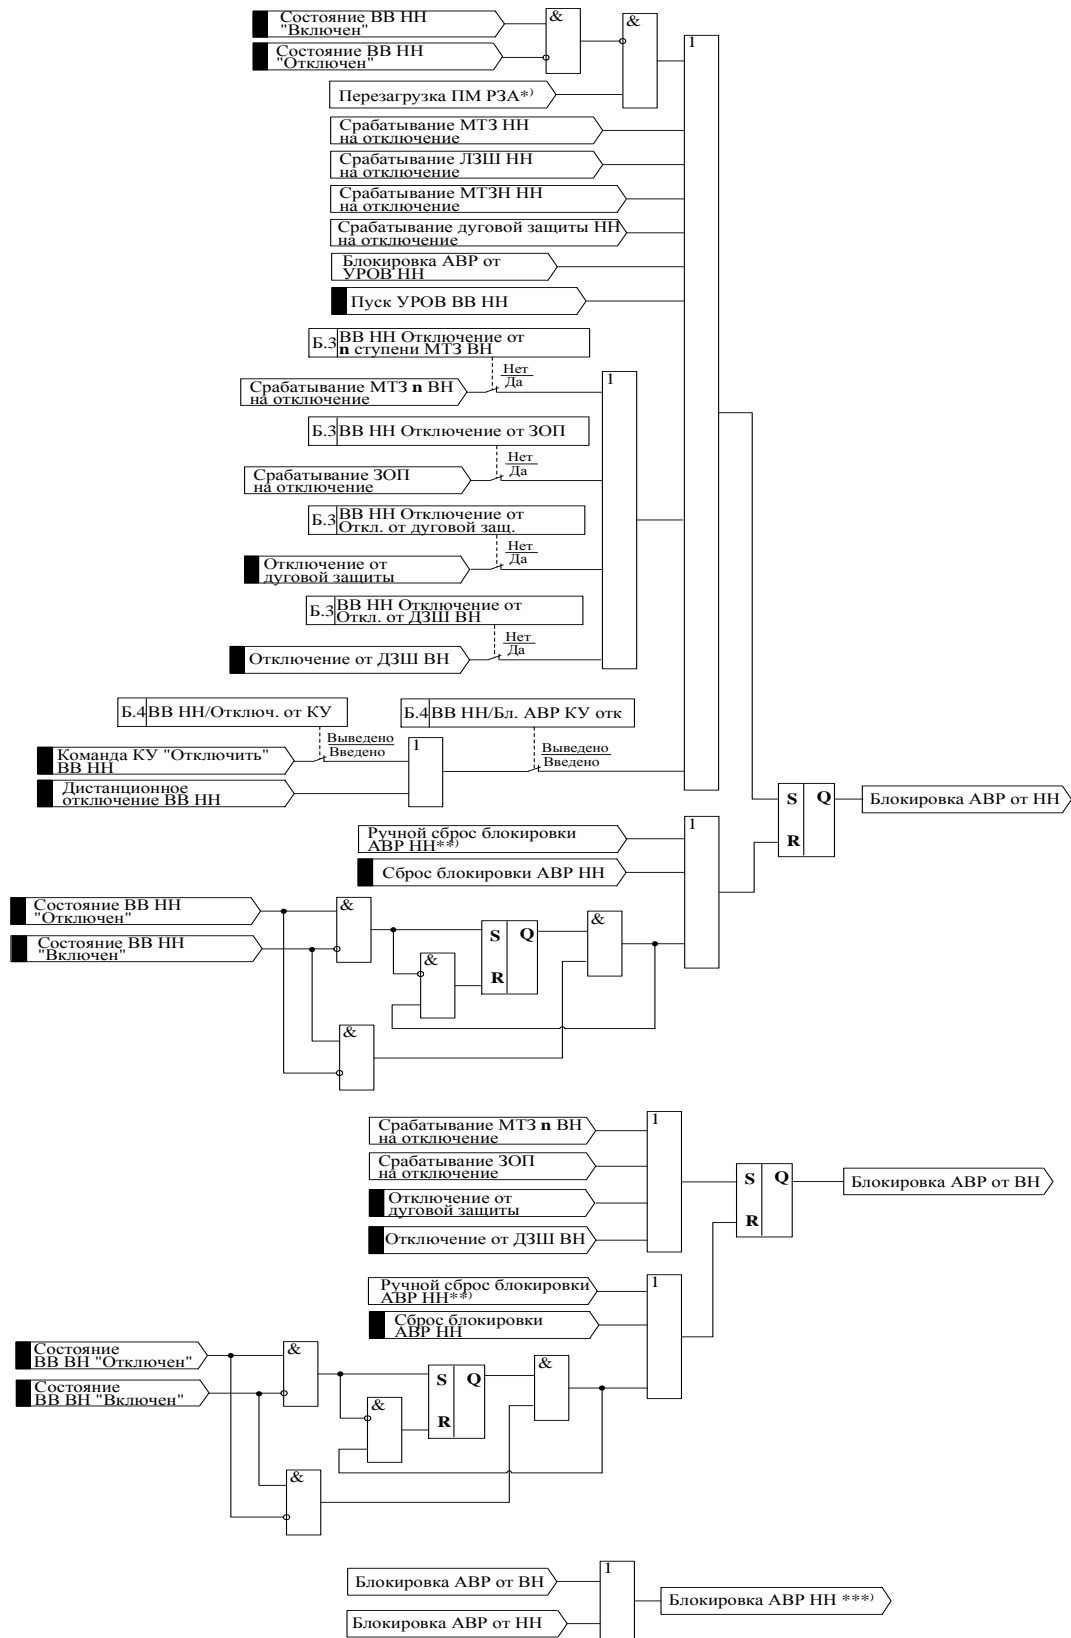 Состояние ВВ НН
"Включен"
&
&
1
Состояние ВВ НН
"Отключен"
Перезагрузка ПМ РЗА*)
Срабатывание МТЗ НН
на отключение
Срабатывание ЛЗШ НН
на отключение
Срабатывание МТЗН НН
на отключение
Срабатывание дуговой защиты НН
на отключение
Блокировка АВР от
УРОВ НН
Пуск УРОВ ВВ НН
Б.3 ВВ НН Отключение от
n ступени МТЗ ВН
Нет
Да
1
Срабатывание МТЗ n ВН
на отключение
Б.3 ВВ НН Отключение от ЗОП
Нет
Да
Срабатывание ЗОП
на отключение
Б.3 ВВ НН Отключение от
Откл. от дуговой защ.
Нет
Да
Отключение от
дуговой защиты
Б.3 ВВ НН Отключение от
Откл. от ДЗШ ВН
Нет
Да
Отключение от ДЗШ ВН
Б.4 ВВ НН/Отключ. от КУ
Б.4 ВВ НН/Бл. АВР КУ отк
Выведено
Введено
1
Выведено
Введено
Команда КУ "Отключить"
ВВ НН
Дистанционное
отключение ВВ НН
S Q
R
Блокировка АВР от НН
Ручной сброс блокировки
АВР НН**)
1
Сброс блокировки АВР НН
Состояние ВВ НН
"Отключен"
&
&
Состояние ВВ НН
"Включен"
S Q
R
&
&
Срабатывание МТЗ n ВН
на отключение
1
Срабатывание ЗОП
на отключение
S Q
R
Блокировка АВР от ВН
Отключение от
дуговой защиты
Отключение от ДЗШ ВН
Ручной сброс блокировки
АВР НН**)
1
Сброс блокировки
АВР НН
Состояние
ВВ ВН "Отключен"
&
&
Состояние
ВВ ВН "Включен"
S Q
R
&
&
Блокировка АВР от ВН
1
Блокировка АВР НН ***)
Блокировка АВР от НН